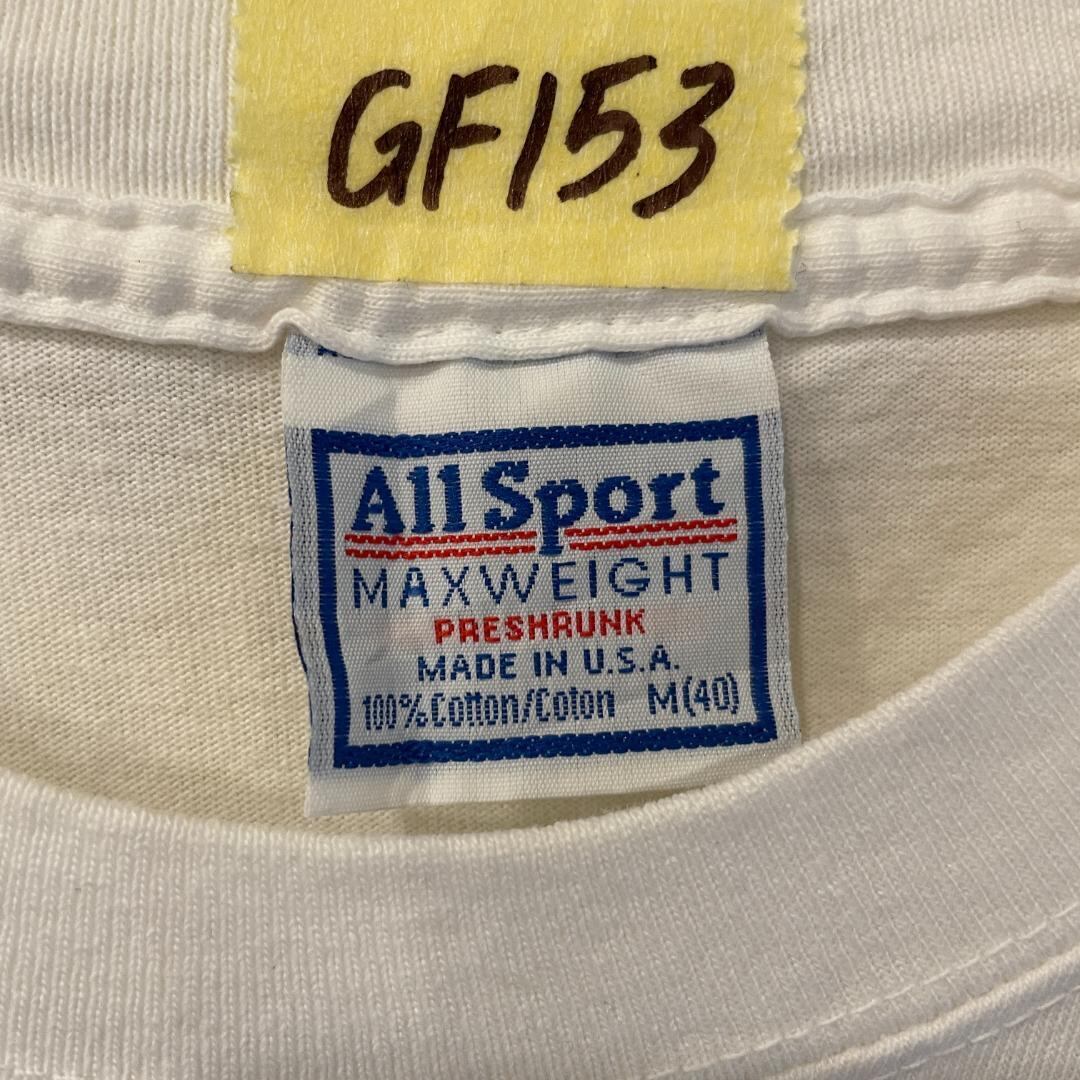 GF153
All Sport
MAXWEIGHT
PRESHRUNK
MADE IN U.S.A.
100% Cotton/Coton M(40)